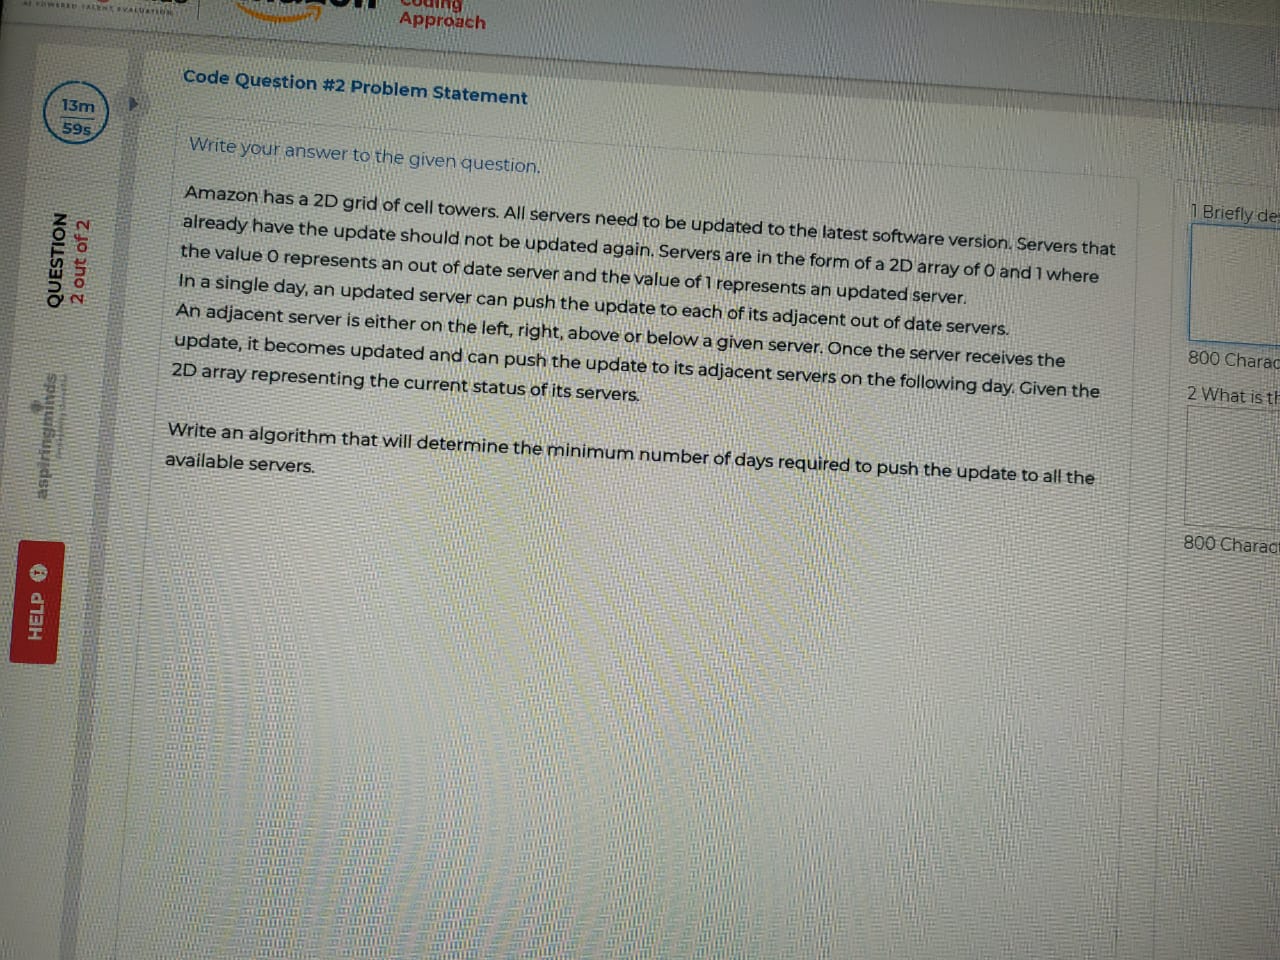 AI POWERED TALENT EVALUATION
Coding
Approach
13m
59s
QUESTION
2 out of 2
aspiringminds
HELP
Code Question #2 Problem Statement
Write your answer to the given question.
Amazon has a 2D grid of cell towers. All servers need to be updated to the latest software version. Servers that
already have the update should not be updated again. Servers are in the form of a 2D array of 0 and 1 where
the value 0 represents an out of date server and the value of 1 represents an updated server.
In a single day, an updated server can push the update to each of its adjacent out of date servers.
An adjacent server is either on the left, right, above or below a given server. Once the server receives the
update, it becomes updated and can push the update to its adjacent servers on the following day. Given the
2D array representing the current status of its servers.
Write an algorithm that will determine the minimum number of days required to push the update to all the
available servers.
1 Briefly de
800 Charac
2 What is th
800 Charact